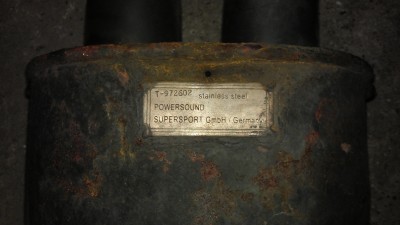 T-972602 stainless steel
POWERSOUND
SUPERSPORT GmbH · Germany